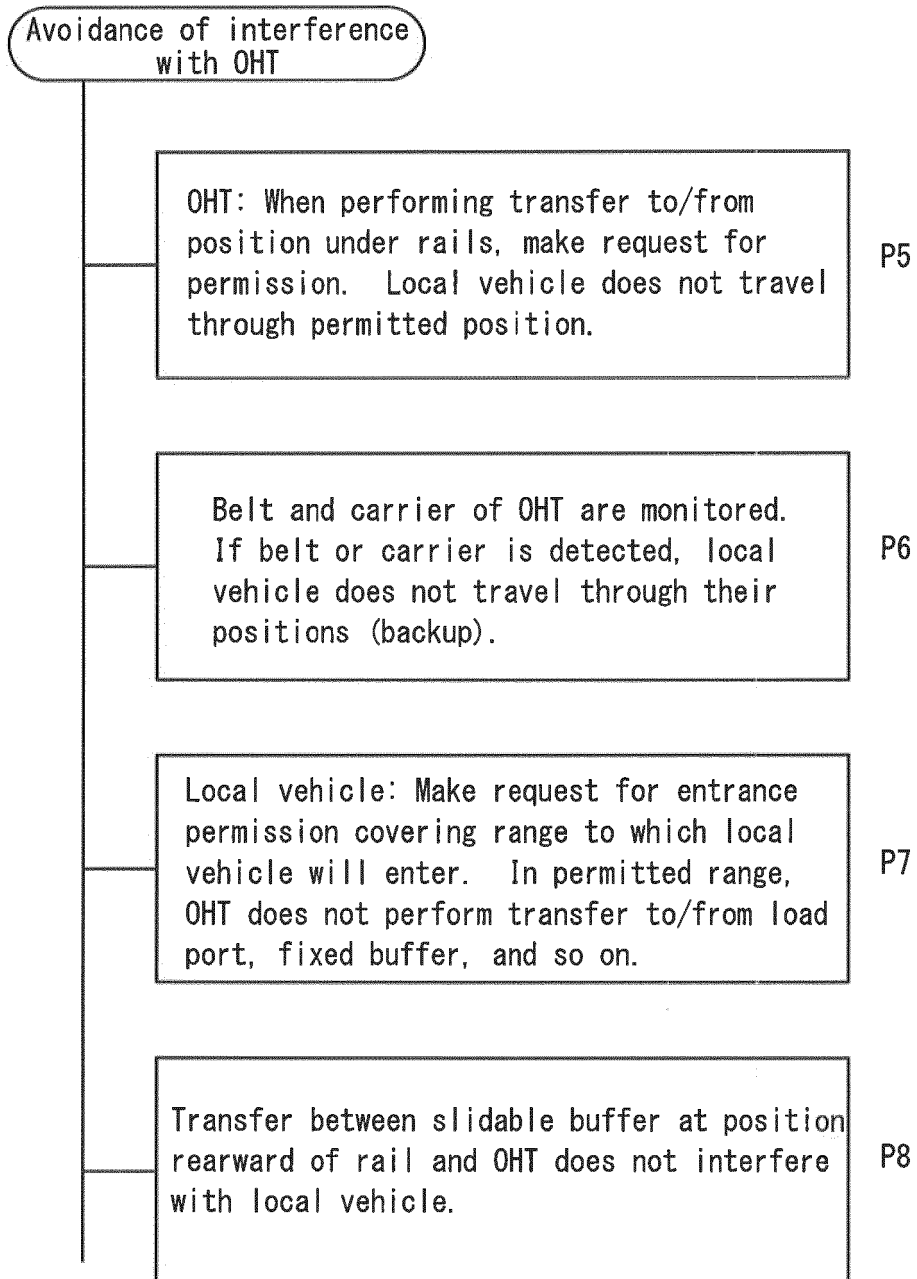 Avoidance of interference
with OHT
OHT: When performing transfer to/from
position under rails, make request for
permission. Local vehicle does not travel
through permitted position.
P5
Belt and carrier of OHT are monitored.
If belt or carrier is detected, local
vehicle does not travel through their
positions (backup).
P6
Local vehicle: Make request for entrance
permission covering range to which local
vehicle will enter. In permitted range,
OHT does not perform transfer to/from load
port, fixed buffer, and so on.
P7
Transfer between slidable buffer at position
rearward of rail and OHT does not interfere
with local vehicle.
P8